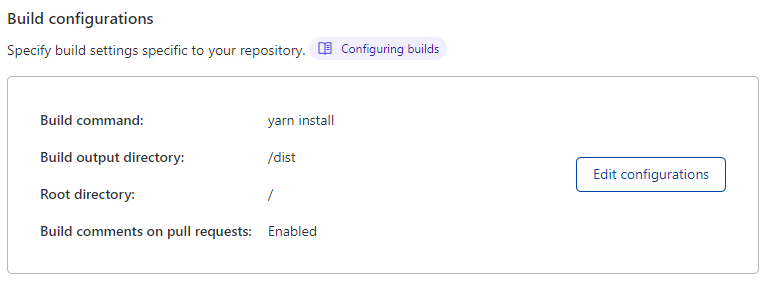 Build configurations
Specify build settings specific to your repository. Configuring builds
Build command: yarn install
Build output directory: /dist
Edit configurations
Root directory: /
Build comments on pull requests: Enabled